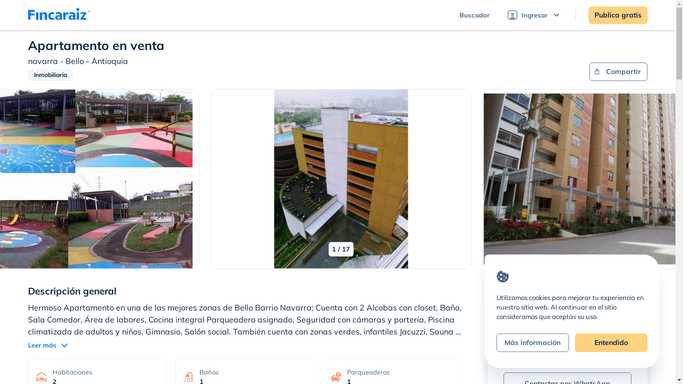 Fincaraiz
Buscador
Ingresar
Publica gratis
Apartamento en venta
navarra - Bello - Antioquia
Inmobiliaria
Compartir
1 / 17
Descripción general
Hermoso Apartamento en una de las mejores zonas de Bello Barrio Navarra; Cuenta con 2 Alcobas con closet, Baño,
Sala Comedor, Área de labores, Cocina integral Parqueadero asignado, Seguridad con cámaras y portería, Piscina
climatizada de adultos y niños, Gimnasio, Salón social. También cuenta con zonas verdes, infantiles Jacuzzi, Sauna ...
Leer más
Habitaciones
2
Baños
1
Parqueaderos
1
Utilizamos cookies para mejorar tu experiencia en
nuestro sitio web. Al continuar en el sitio
consideramos que aceptas su uso.
Más información
Entendido
Contactar por WhatsApp